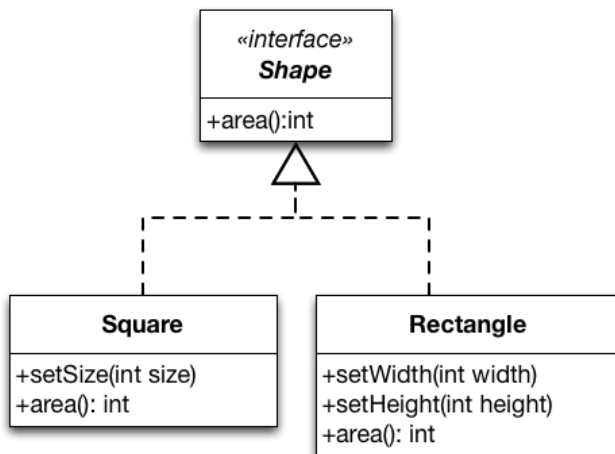 «interface»
Shape
+area():int
Square
+setSize(int size)
+area(): int
Rectangle
+setWidth(int width)
+setHeight(int height)
+area(): int